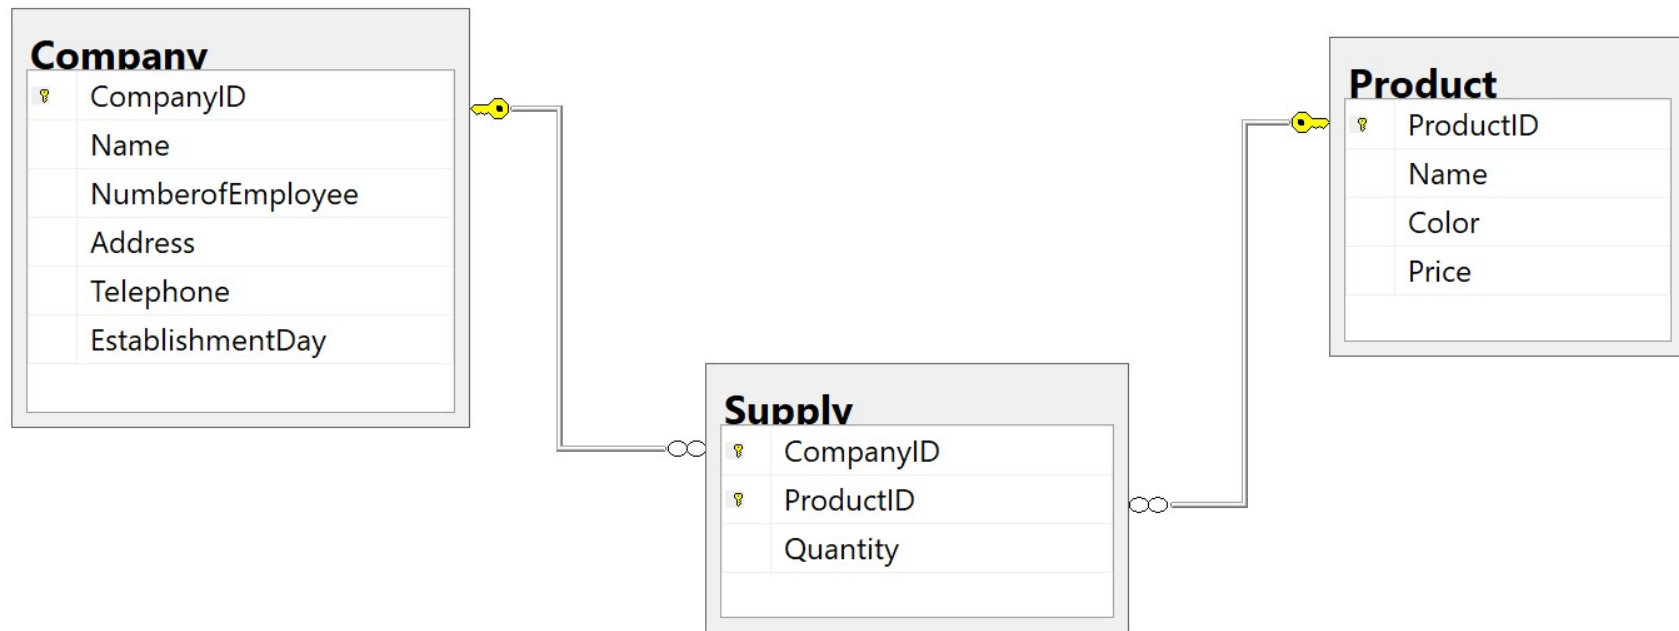 Company
CompanyID
Name
NumberofEmployee
Address
Telephone
EstablishmentDay
Product
ProductID
Name
Color
Price
Supply
CompanyID
ProductID
Quantity